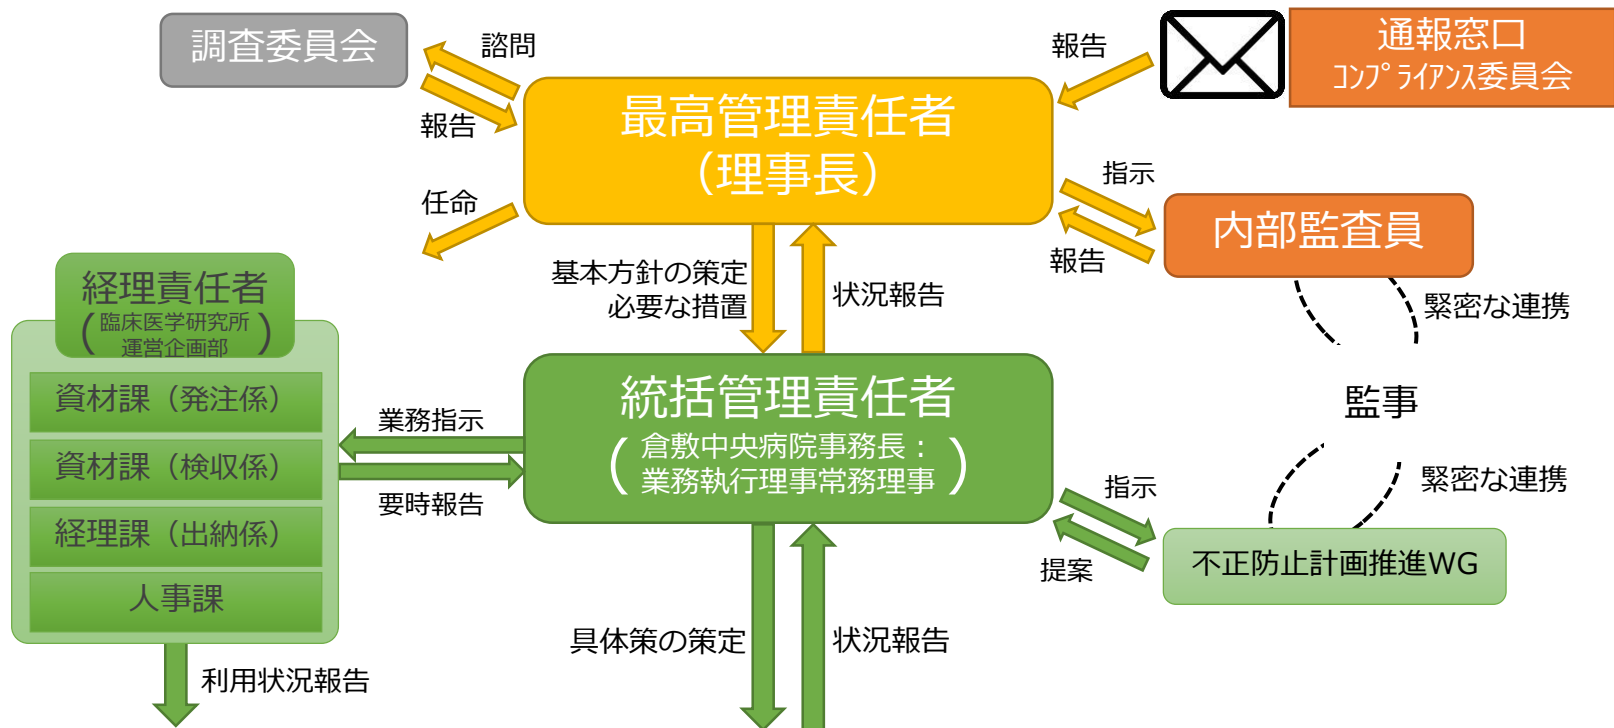 調査委員会
諮問
報告
報告
通報窓口
コンプライアンス委員会
最高管理責任者
（理事長）
任命
指示
報告
内部監査員
基本方針の策定
必要な措置
状況報告
緊密な連携
経理責任者
（臨床医学研究所
運営企画部）
資材課（発注係）
資材課（検収係）
経理課（出納係）
人事課
業務指示
要時報告
統括管理責任者
（倉敷中央病院事務長：
業務執行理事常務理事）
監事
緊密な連携
指示
提案
不正防止計画推進WG
具体策の策定
状況報告
利用状況報告